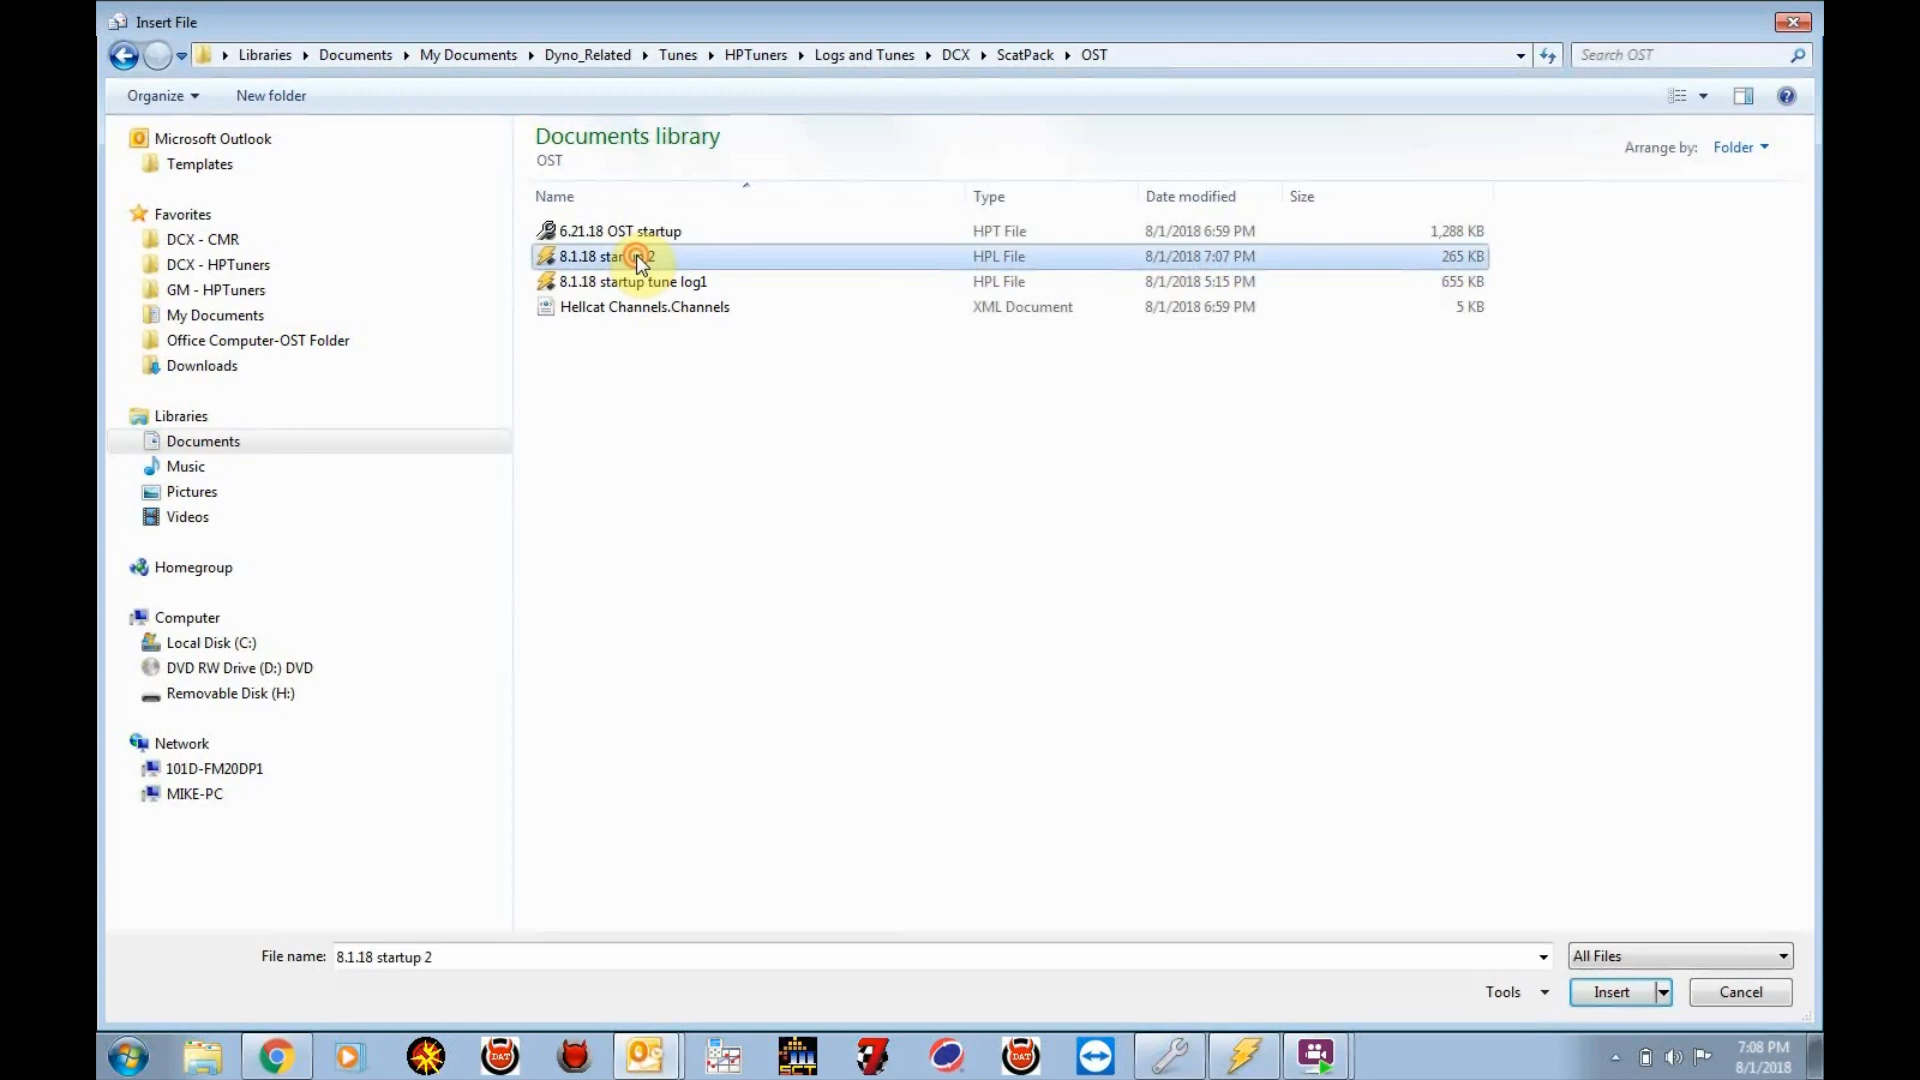 Insert File
Libraries Documents My Documents Dyno_Related Tunes HPTuners Logs and Tunes DCX ScatPack OST
Search OST
Organize New folder
Microsoft Outlook
Templates
Favorites
DCX - CMR
DCX - HPTuners
GM - HPTuners
My Documents
Office Computer-OST Folder
Downloads
Libraries
Documents
Music
Pictures
Videos
Homegroup
Computer
Local Disk (C:)
DVD RW Drive (D:) DVD
Removable Disk (H:)
Network
101D-FM20DP1
MIKE-PC
Documents library
OST
Arrange by: Folder
Name Type Date modified Size
6.21.18 OST startup HPT File 8/1/2018 6:59 PM 1,288 KB
8.1.18 startup 2 HPL File 8/1/2018 7:07 PM 265 KB
8.1.18 startup tune log1 HPL File 8/1/2018 5:15 PM 655 KB
Hellcat Channels.Channels XML Document 8/1/2018 6:59 PM 5 KB
File name: 8.1.18 startup 2
All Files
Tools Insert Cancel
DAT
SCT
7
DAT
7:08 PM
8/1/2018